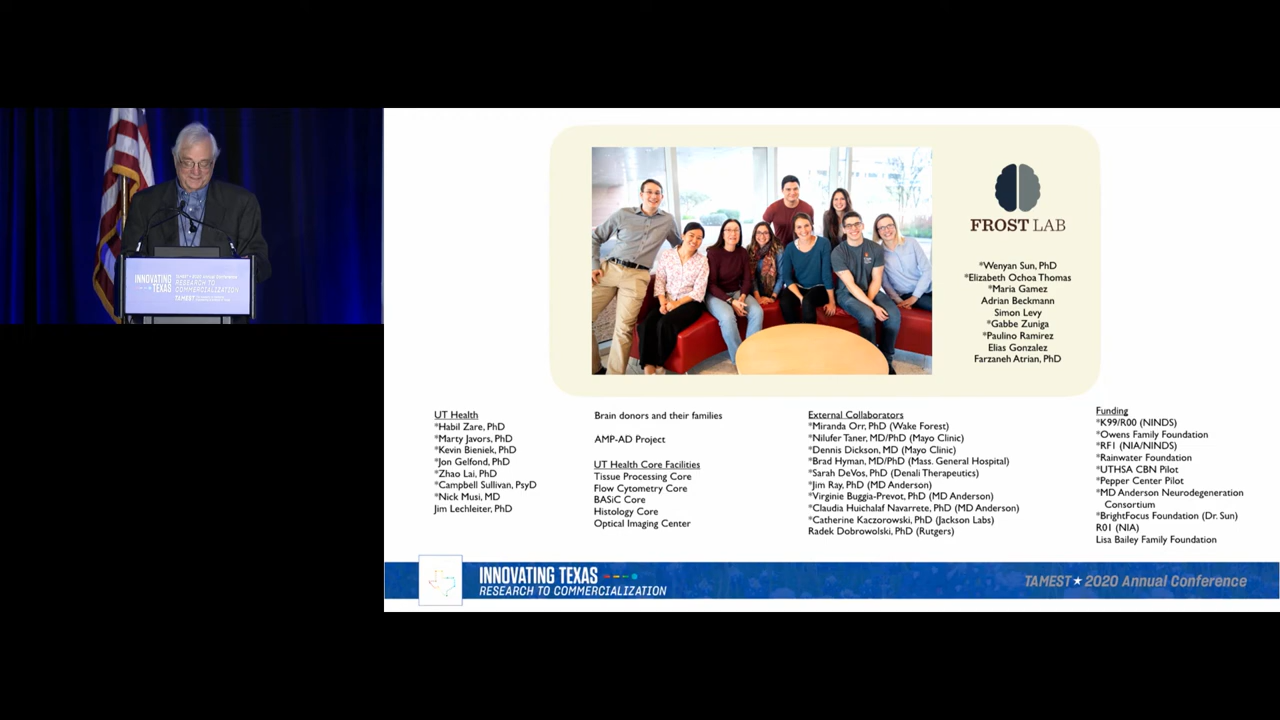 INNOVATING
TEXAS
RESEARCH TO
COMMERCIALIZATION
TAMEST
FROST LAB
*Wenyan Sun, PhD
*Elizabeth Ochoa Thomas
*Maria Gamez
Adrian Beckmann
Simon Levy
*Gabbe Zuniga
*Paulino Ramirez
Elias Gonzalez
Farzaneh Atrian, PhD
UT Health
*Habil Zare, PhD
*Marty Javors, PhD
*Kevin Bieniek, PhD
*Jon Gelfond, PhD
*Zhao Lai, PhD
*Campbell Sullivan, PsyD
*Nick Musi, MD
Jim Lechleiter, PhD
Brain donors and their families
AMP-AD Project
UT Health Core Facilities
Tissue Processing Core
Flow Cytometry Core
BASiC Core
Histology Core
Optical Imaging Center
External Collaborators
*Miranda Orr, PhD (Wake Forest)
*Nilufer Taner, MD/PhD (Mayo Clinic)
*Dennis Dickson, MD (Mayo Clinic)
*Brad Hyman, MD/PhD (Mass. General Hospital)
*Sarah DeVos, PhD (Denali Therapeutics)
*Jim Ray, PhD (MD Anderson)
*Virginie Buggia-Prevot, PhD (MD Anderson)
*Claudia Huichalaf Navarrete, PhD (MD Anderson)
*Catherine Kaczorowski, PhD (Jackson Labs)
Radek Dobrowolski, PhD (Rutgers)
Funding
*K99/R00 (NINDS)
*Owens Family Foundation
*RF1 (NIA/NINDS)
*Rainwater Foundation
*UTHSA CBN Pilot
*Pepper Center Pilot
*MD Anderson Neurodegeneration
Consortium
*BrightFocus Foundation (Dr. Sun)
R01 (NIA)
Lisa Bailey Family Foundation
INNOVATING TEXAS
RESEARCH TO COMMERCIALIZATION
TAMEST★2020 Annual Conference